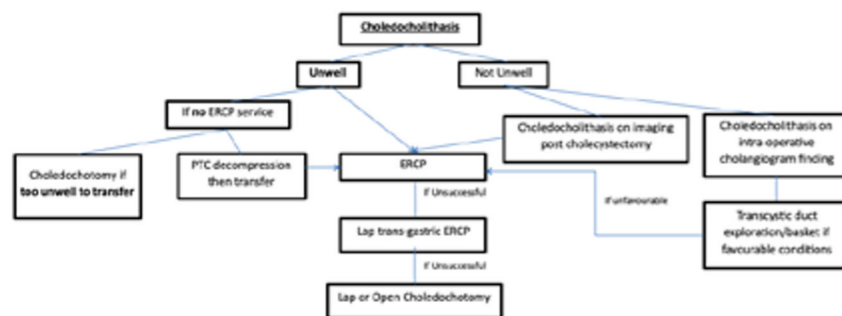 Choledocholithasis
Unwell
Not Unwell
If no ERCP service
Choledocholithasis on imaging
post cholecystectomy
Choledocholithasis on
intra-operative
cholangiogram finding
Choledochotomy if
too unwell to transfer
PTC decompression
then transfer
ERCP
If Unsuccessful
If unfavourable
Transcystic duct
exploration/basket if
favourable conditions
Lap trans-gastric ERCP
If Unsuccessful
Lap or Open Choledochotomy